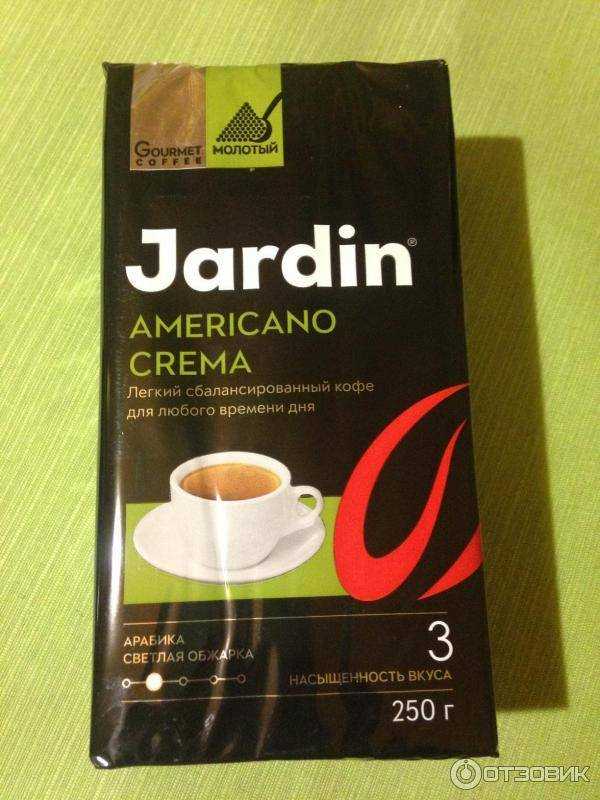 GOURMET
COFFEE
МОЛОТЫЙ
Jardin®
AMERICANO
CREMA
Легкий сбалансированный кофе
для любого времени дня
АРАБИКА
СВЕТЛАЯ ОБЖАРКА
3
НАСЫЩЕННОСТЬ ВКУСА
250 г
ОТЗОВИК